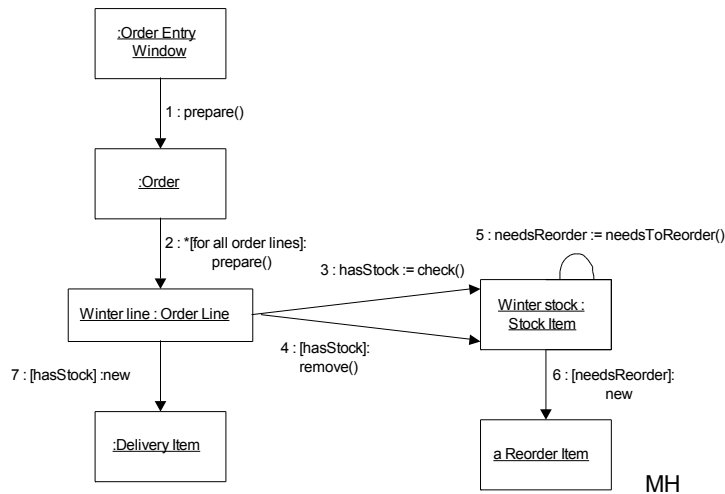 :Order Entry
Window
1 : prepare()
:Order
2 : *[for all order lines]:
prepare()
5 : needsReorder := needsToReorder()
3 : hasStock := check()
Winter line : Order Line
Winter stock :
Stock Item
4 : [hasStock]:
remove()
7 : [hasStock] :new
6 : [needsReorder]:
new
:Delivery Item
a Reorder Item
MH